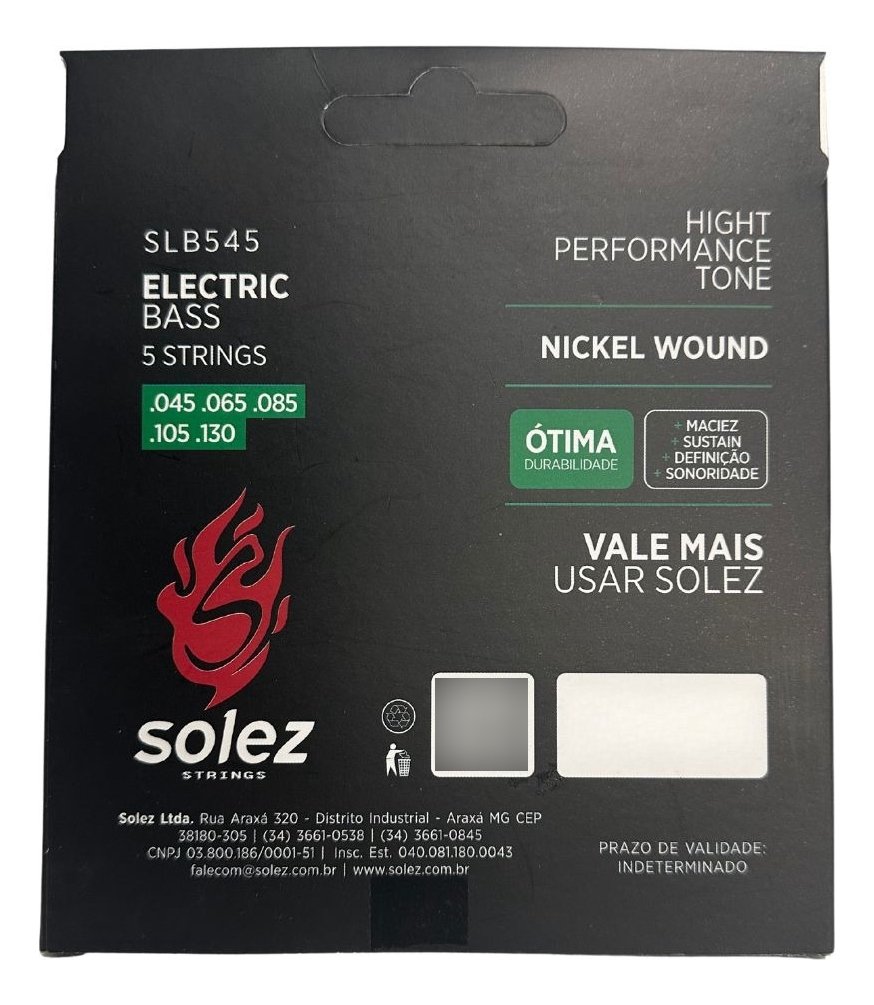 SLB545
ELECTRIC
BASS
5 STRINGS
.045 .065 .085
.105 .130
HIGHT
PERFORMANCE
TONE
NICKEL WOUND
ÓTIMA
DURABILIDADE
+ MACIEZ
+ SUSTAIN
+ DEFINIÇÃO
+ SONORIDADE
VALE MAIS
USAR SOLEZ
solez
STRINGS
Solez Ltda. Rua Araxá 320 - Distrito Industrial - Araxá MG CEP
38180-305 | (34) 3661-0538 | (34) 3661-0845
CNPJ 03.800.186/0001-51 | Insc. Est. 040.081.180.0043
falecom@solez.com.br | www.solez.com.br
PRAZO DE VALIDADE:
INDETERMINADO